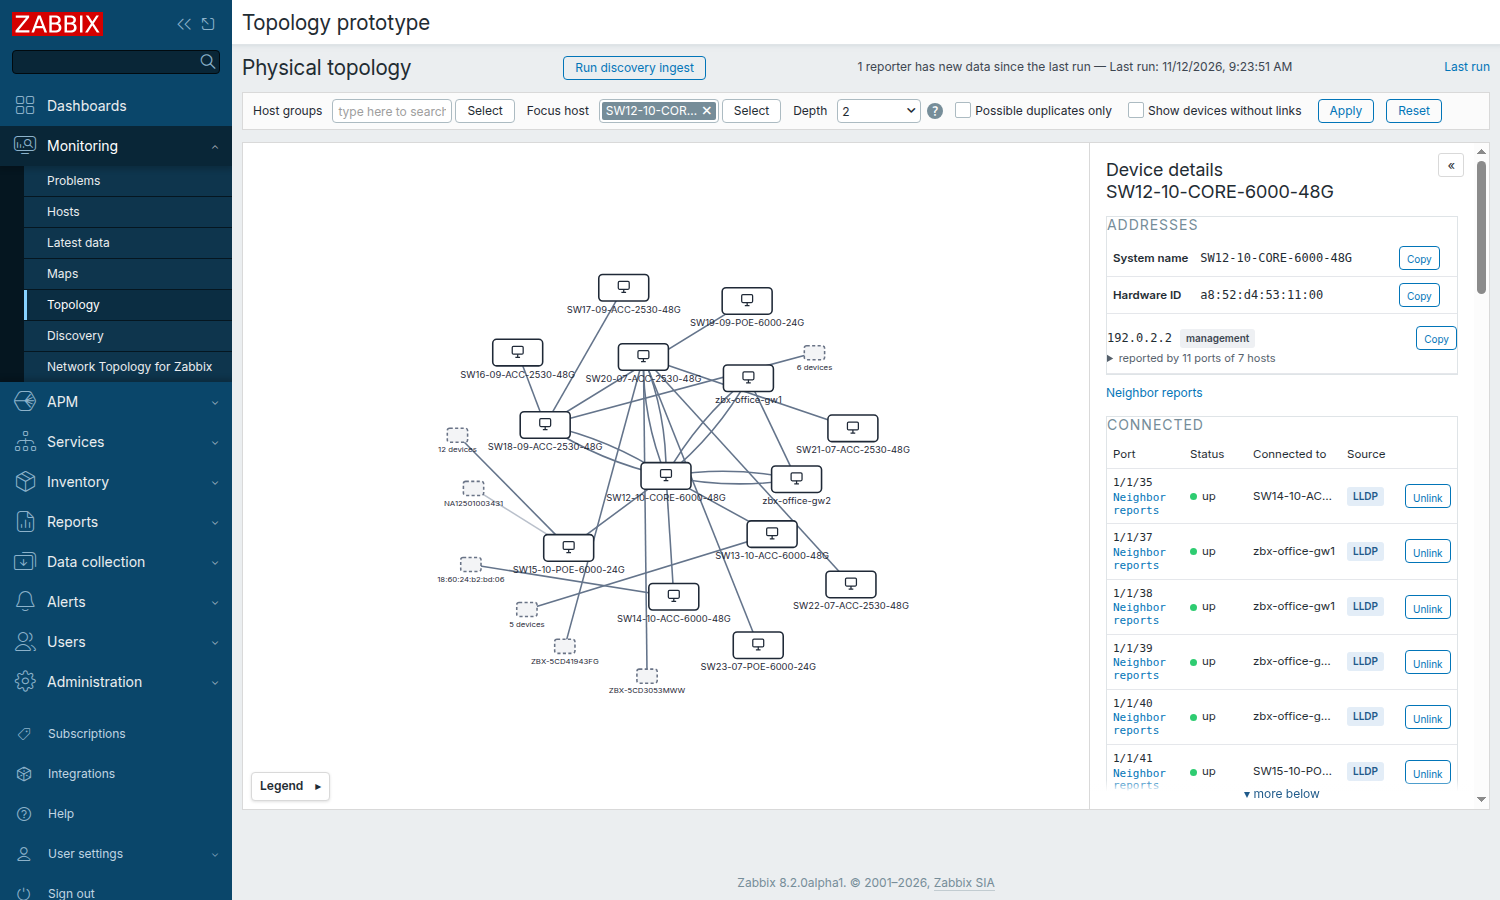 ZABBIX
Dashboards
Monitoring
Problems
Hosts
Latest data
Maps
Topology
Discovery
Network Topology for Zabbix
APM
Services
Inventory
Reports
Data collection
Alerts
Users
Administration
Subscriptions
Integrations
Help
User settings
Sign out
Topology prototype
Physical topology
Run discovery ingest
1 reporter has new data since the last run — Last run: 11/12/2026, 9:23:51 AM
Last run
Host groups
type here to search
Select
Focus host
SW12-10-COR...
Select
Depth
2
?
Possible duplicates only
Show devices without links
Apply
Reset
SW17-09-ACC-2530-48G
SW19-09-POE-6000-24G
SW16-09-ACC-2530-48G
SW20-07-ACC-2530-48G
6 devices
zbx-office-gw1
12 devices
SW18-09-ACC-2530-48G
SW21-07-ACC-2530-48G
NA12501003431
SW12-10-CORE-6000-48G
zbx-office-gw2
SW15-10-POE-6000-24G
SW13-10-ACC-6000-48G
18:60:24:b2:bd:06
SW14-10-ACC-6000-48G
SW22-07-ACC-2530-48G
5 devices
ZBX-5CD41943FG
SW23-07-POE-6000-24G
ZBX-5CD3053MWW
Legend
Device details
SW12-10-CORE-6000-48G
«
ADDRESSES
System name SW12-10-CORE-6000-48G Copy
Hardware ID a8:52:d4:53:11:00 Copy
192.0.2.2 management Copy
reported by 11 ports of 7 hosts
Neighbor reports
CONNECTED
Port Status Connected to Source
1/1/35
Neighbor
reports
up SW14-10-AC... LLDP Unlink
1/1/37
Neighbor
reports
up zbx-office-gw1 LLDP Unlink
1/1/38
Neighbor
reports
up zbx-office-gw1 LLDP Unlink
1/1/39
Neighbor
reports
up zbx-office-g... LLDP Unlink
1/1/40
Neighbor
reports
up zbx-office-g... LLDP Unlink
1/1/41
Neighbor
reports
up SW15-10-PO... LLDP Unlink
▾ more below
Zabbix 8.2.0alpha1. © 2001–2026, Zabbix SIA